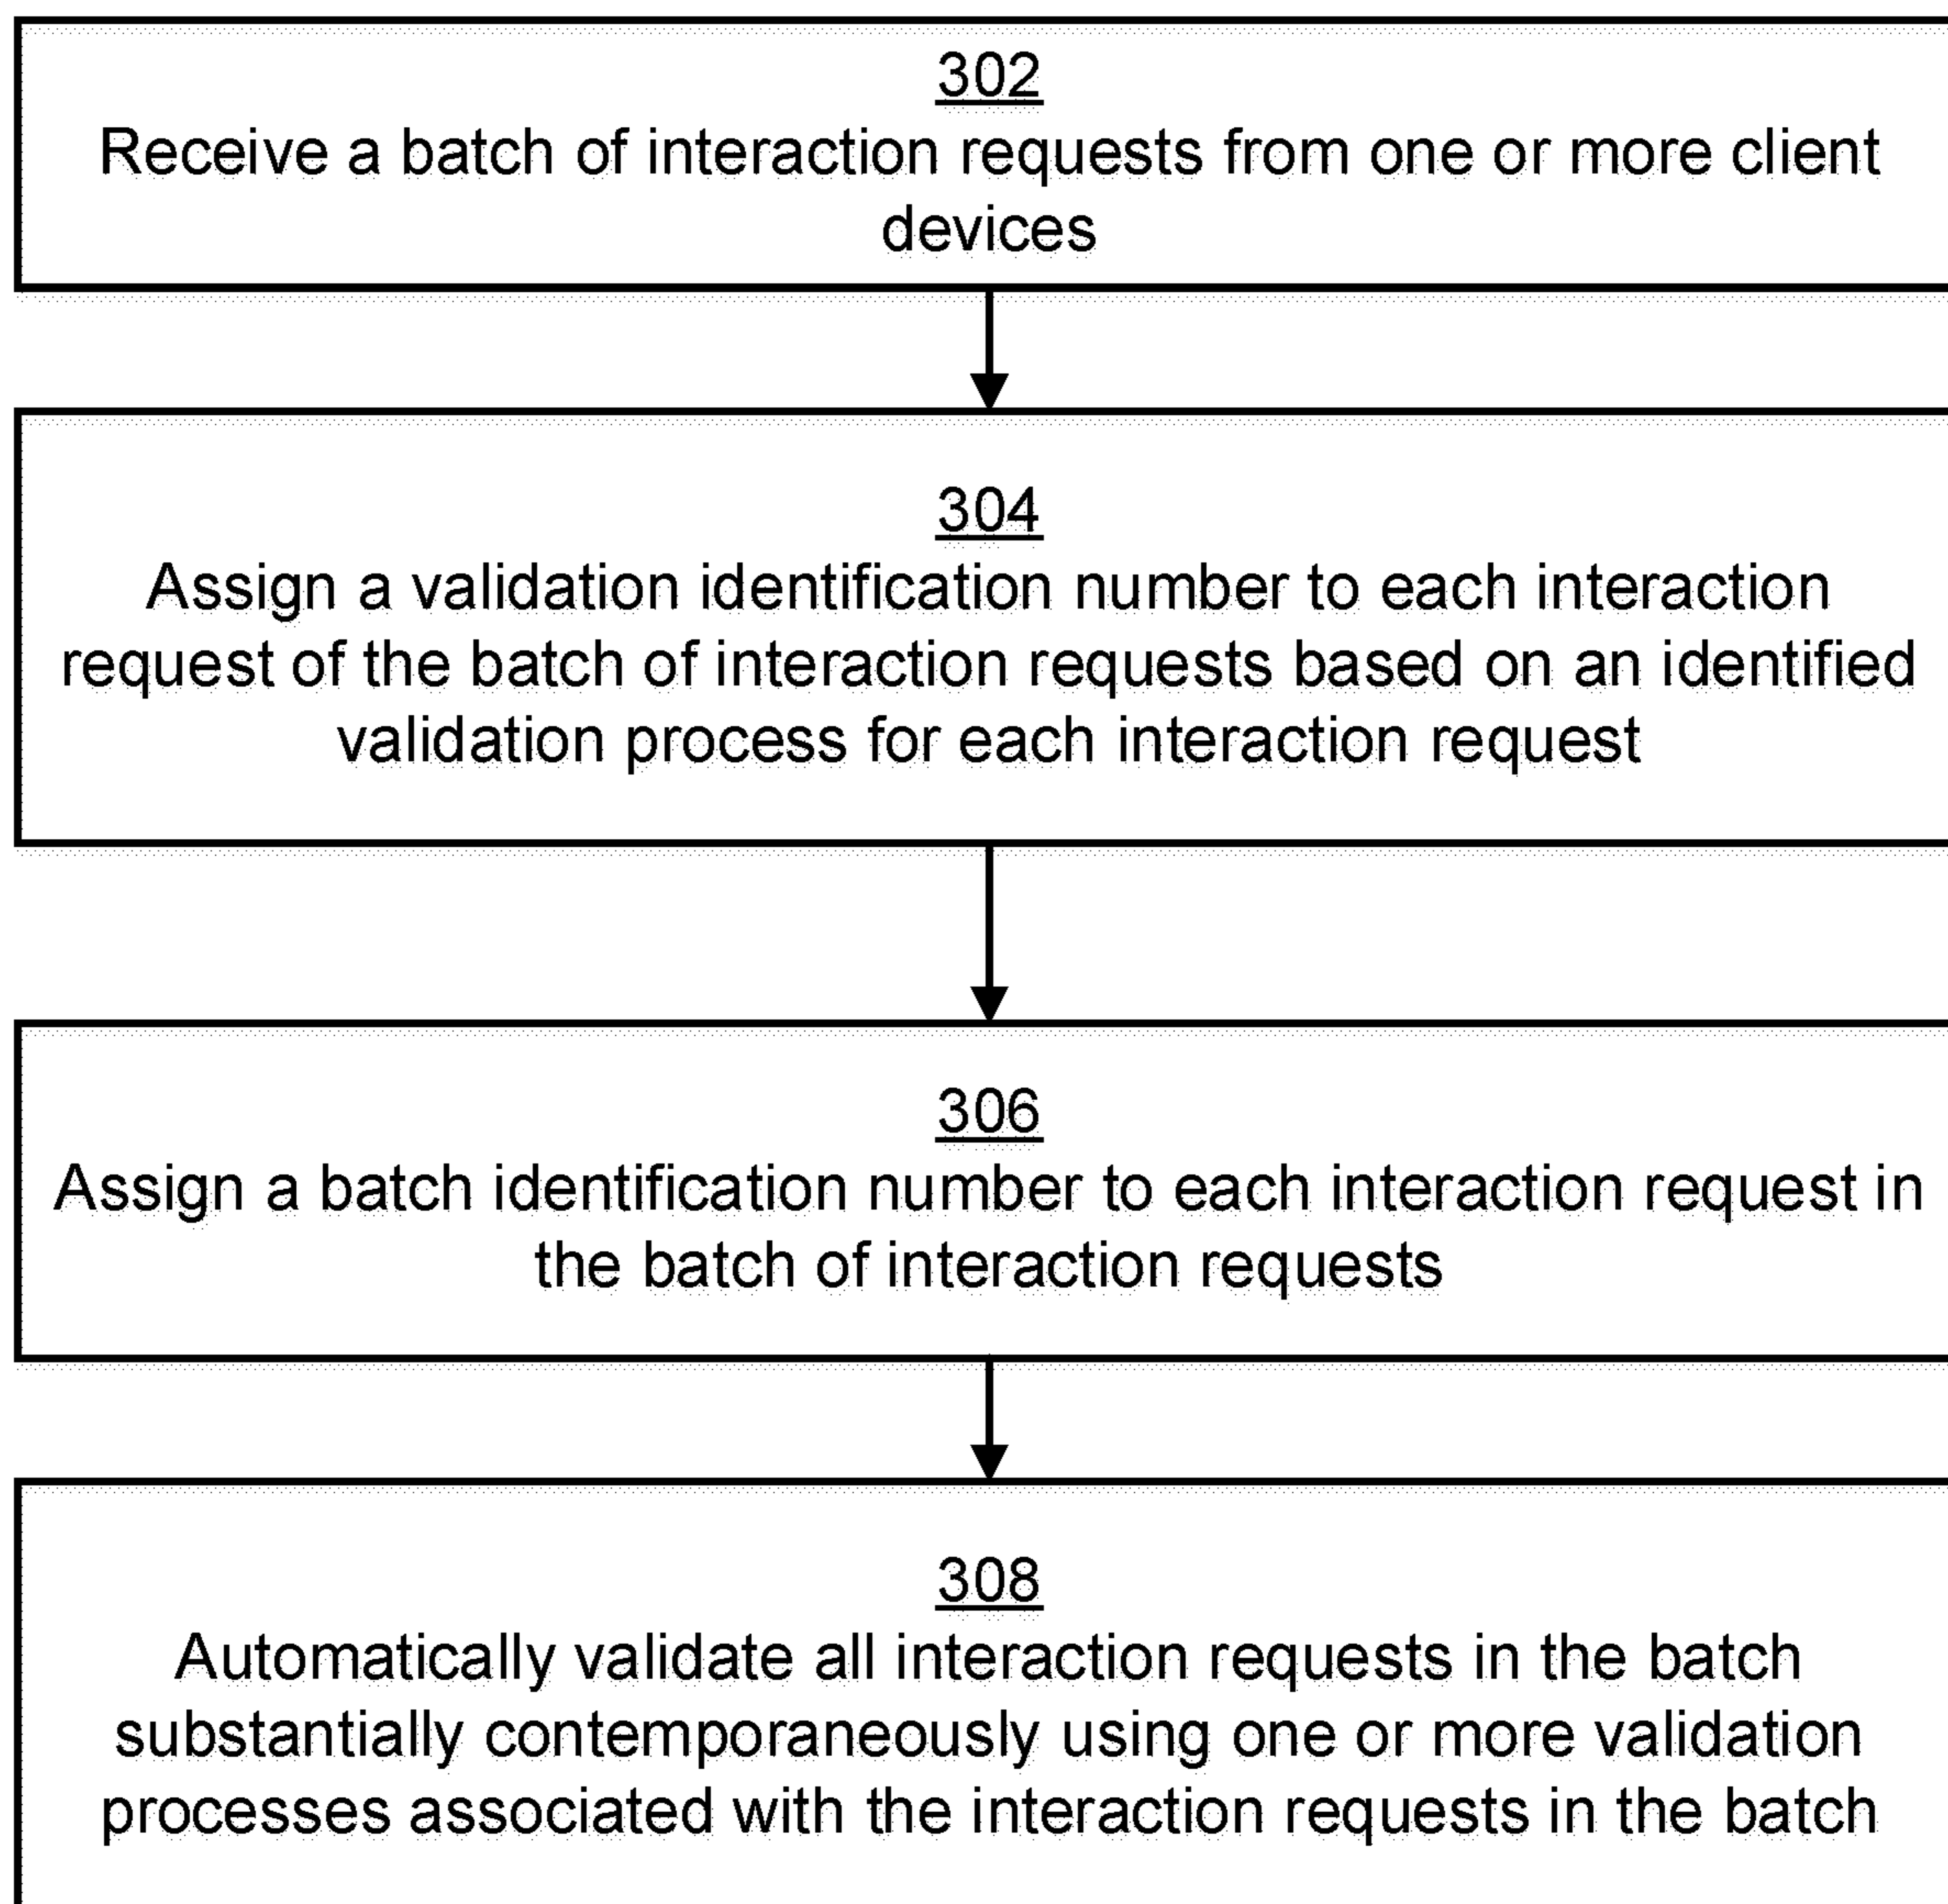 302
Receive a batch of interaction requests from one or more client
devices
304
Assign a validation identification number to each interaction
request of the batch of interaction requests based on an identified
validation process for each interaction request
306
Assign a batch identification number to each interaction request in
the batch of interaction requests
308
Automatically validate all interaction requests in the batch
substantially contemporaneously using one or more validation
processes associated with the interaction requests in the batch